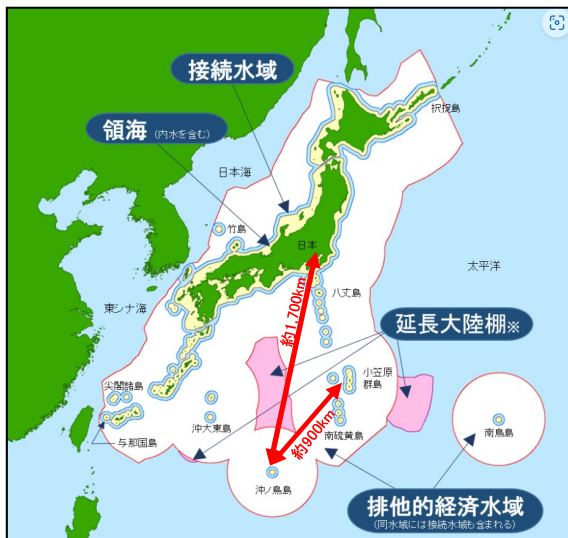 接続水域
択捉島
領海(内水を含む)
日本海
竹島
日本
太平洋
東シナ海
約1,700km
八丈島
延長大陸棚※
小笠原
群島
尖閣諸島
約900km
沖大東島
南硫黄島
南鳥島
与那国島
沖ノ鳥島
排他的経済水域
(同水域には接続水域も含まれる)